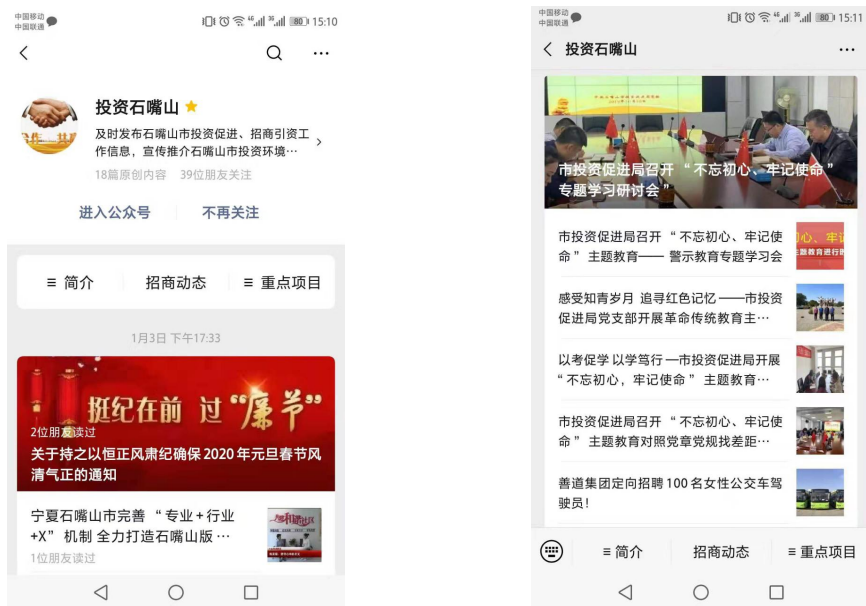 中国移动
中国联通
4G 3G 80 15:10
投资石嘴山
及时发布石嘴山市投资促进、招商引资工
作信息，宣传推介石嘴山市投资环境…
18篇原创内容 39位朋友关注
进入公众号 不再关注
≡ 简介 招商动态 ≡ 重点项目
1月3日 下午17:33
挺纪在前 过“廉节”
2位朋友读过
关于持之以恒正风肃纪确保2020年元旦春节风
清气正的通知
宁夏石嘴山市完善“专业+行业
+X”机制 全力打造石嘴山版…
1位朋友读过
中国移动
中国联通
4G 3G 80 15:11
投资石嘴山
市投资促进局召开“不忘初心、牢记使命”
专题学习研讨会”
市投资促进局召开“不忘初心、牢记使
命”主题教育——警示教育专题学习会
感受知青岁月 追寻红色记忆——市投资
促进局党支部开展革命传统教育主…
以考促学 以学笃行—市投资促进局开展
“不忘初心，牢记使命”主题教育…
市投资促进局召开“不忘初心、牢记使
命”主题教育对照党章党规找差距…
善道集团定向招聘100名女性公交车驾
驶员！
≡ 简介 招商动态 ≡ 重点项目